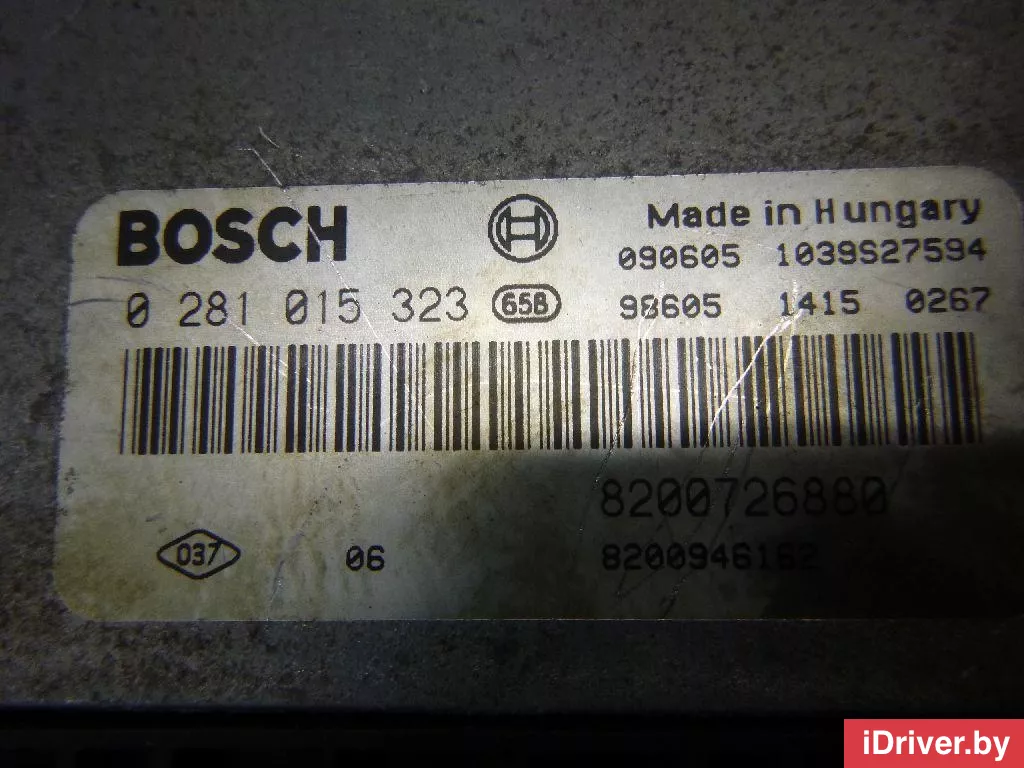 BOSCH
Made in Hungary
090605 1039S27594
0 281 015 323 65B
98605 1415 0267
8200726880
037 06
8200946162
iDriver.by